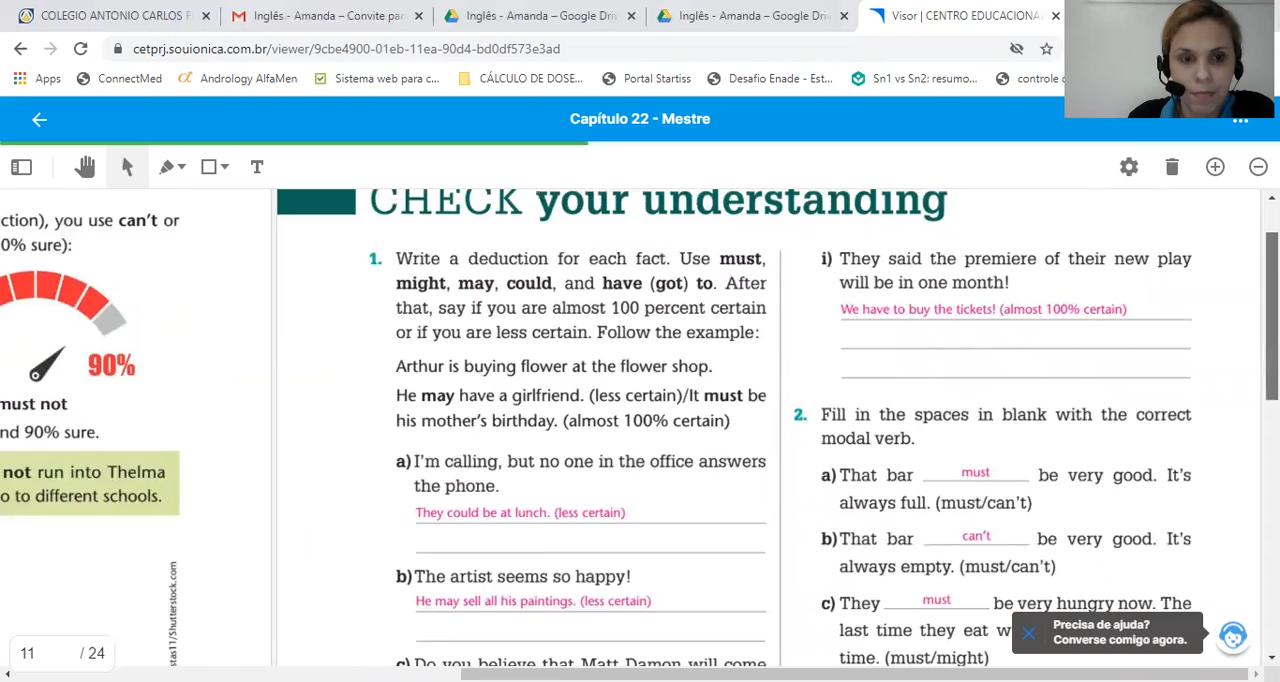 COLEGIO ANTONIO CARLOS
Inglês - Amanda – Convite par
Inglês - Amanda – Google Driv
Inglês - Amanda – Google Driv
Visor | CENTRO EDUCACIONA
cetprj.souionica.com.br/viewer/9cbe4900-01eb-11ea-90d4-bd0df573e3ad
Apps
ConnectMed
Andrology AlfaMen
Sistema web para c...
CÁLCULO DE DOSE...
Portal Startiss
Desafio Enade - Est...
Sn1 vs Sn2: resumo...
controle
Capítulo 22 - Mestre
ction), you use can't or
0% sure):
90%
must not
nd 90% sure.
not run into Thelma
o to different schools.
stas11/Shutterstock.com
11 / 24
CHECK your understanding
1. Write a deduction for each fact. Use must,
might, may, could, and have (got) to. After
that, say if you are almost 100 percent certain
or if you are less certain. Follow the example:
Arthur is buying flower at the flower shop.
He may have a girlfriend. (less certain)/It must be
his mother's birthday. (almost 100% certain)
a) I'm calling, but no one in the office answers
the phone.
They could be at lunch. (less certain)
b) The artist seems so happy!
He may sell all his paintings. (less certain)
c) Do you believe that Matt Damon will come
i) They said the premiere of their new play
will be in one month!
We have to buy the tickets! (almost 100% certain)
2. Fill in the spaces in blank with the correct
modal verb.
a) That bar must be very good. It's
always full. (must/can't)
b) That bar can't be very good. It's
always empty. (must/can't)
c) They must be very hungry now. The
last time they eat w
time. (must/might)
Precisa de ajuda?
Converse comigo agora.